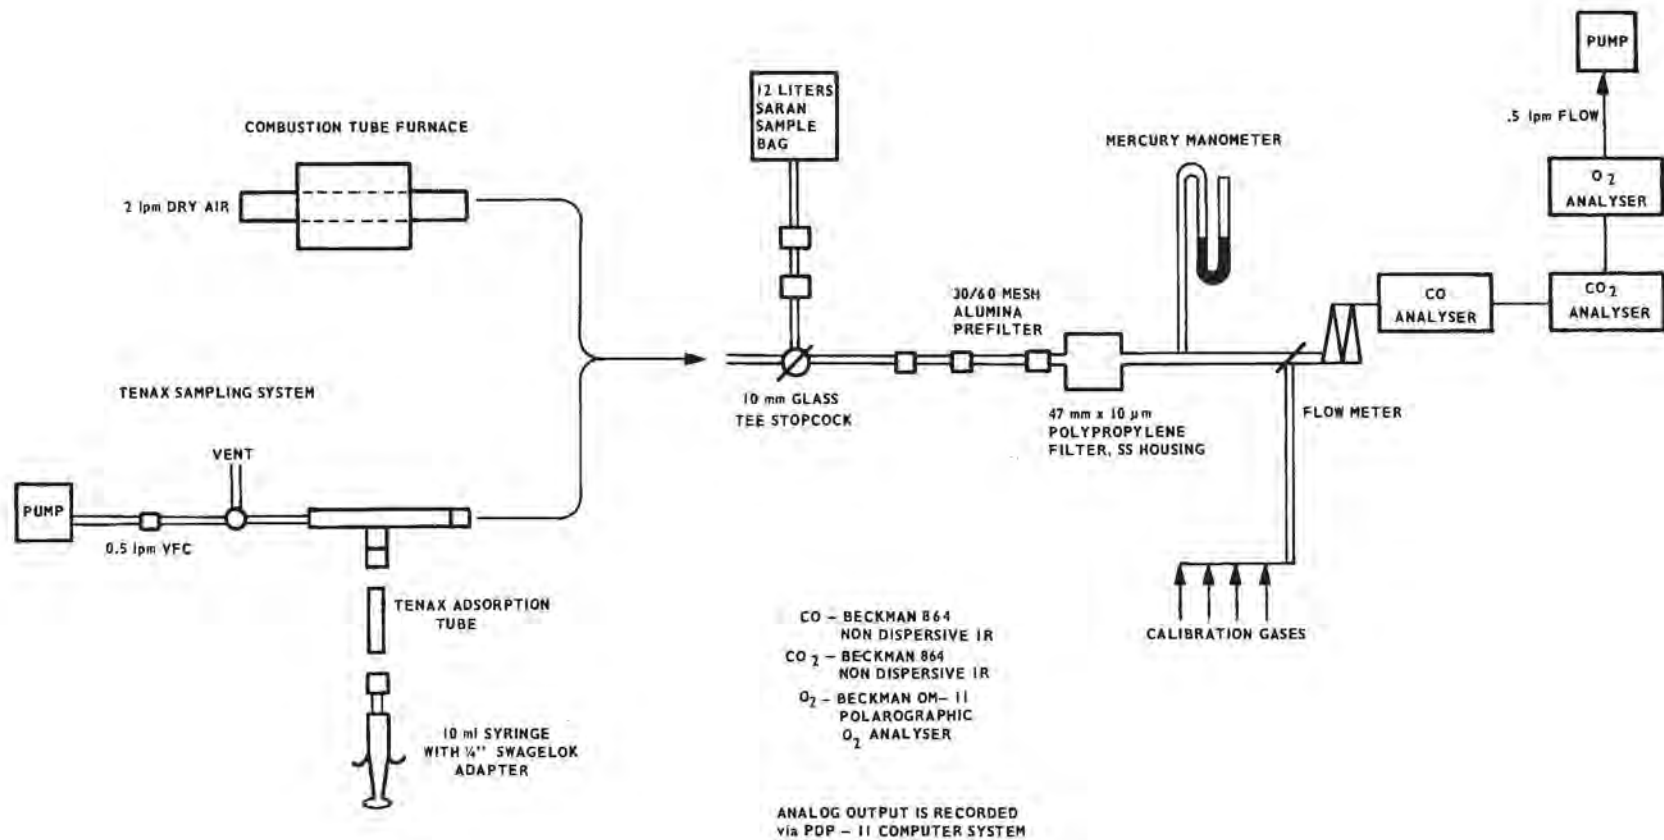 PUMP
.5 lpm FLOW
O2
ANALYSER
CO
ANALYSER
CO2
ANALYSER
12 LITERS
SARAN
SAMPLE
BAG
COMBUSTION TUBE FURNACE
2 lpm DRY AIR
MERCURY MANOMETER
30/60 MESH
ALUMINA
PREFILTER
10 mm GLASS
TEE STOPCOCK
47 mm x 10 µm
POLYPROPYLENE
FILTER, SS HOUSING
FLOW METER
CALIBRATION GASES
TENAX SAMPLING SYSTEM
VENT
PUMP
0.5 lpm VFC
TENAX ADSORPTION
TUBE
10 ml SYRINGE
WITH ¼'' SWAGELOK
ADAPTER
CO – BECKMAN 864
NON DISPERSIVE IR
CO2 – BECKMAN 864
NON DISPERSIVE IR
O2 – BECKMAN OM – 11
POLAROGRAPHIC
O2 ANALYSER
ANALOG OUTPUT IS RECORDED
via PDP – 11 COMPUTER SYSTEM